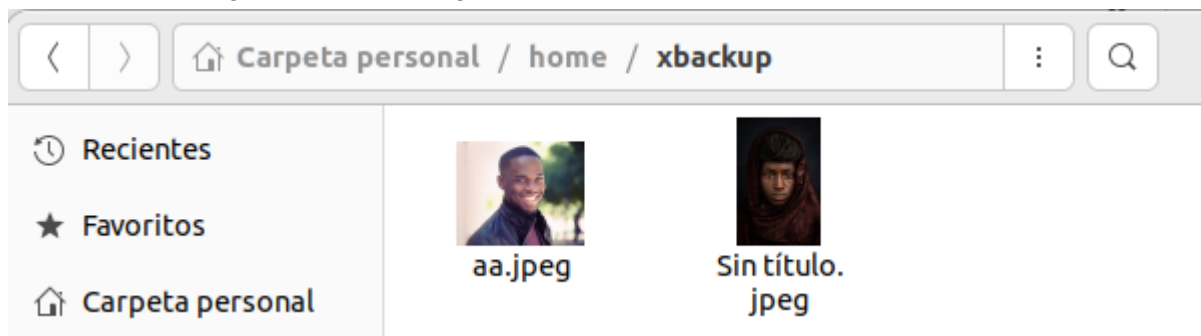 Carpeta personal / home / xbackup
Recientes
Favoritos
Carpeta personal
aa.jpeg
Sin título.
jpeg